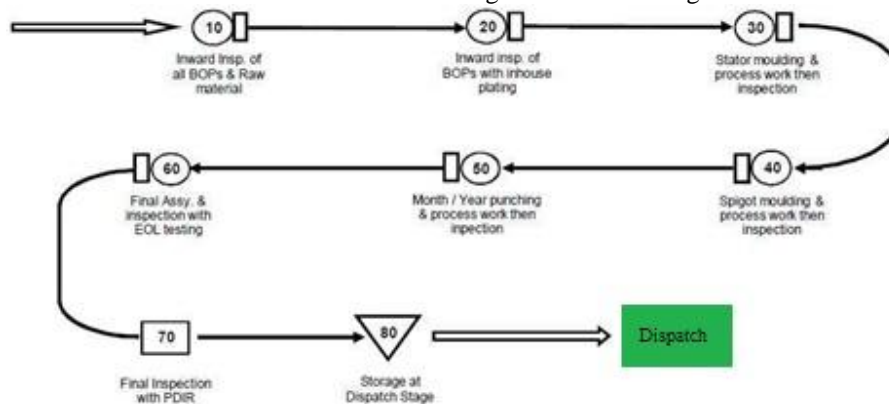 10
Inward Insp. of
all BOPs & Raw
material
20
Inward insp. of
BOPs with inhouse
plating
30
Stator moulding &
process work then
inspection
60
Final Assy. &
inspection with
EOL testing
50
Month / Year punching
& process work then
inpection
40
Spigot moulding &
process work then
inspection
70
Final Inspection
with PDIR
80
Storage at
Dispatch Stage
Dispatch